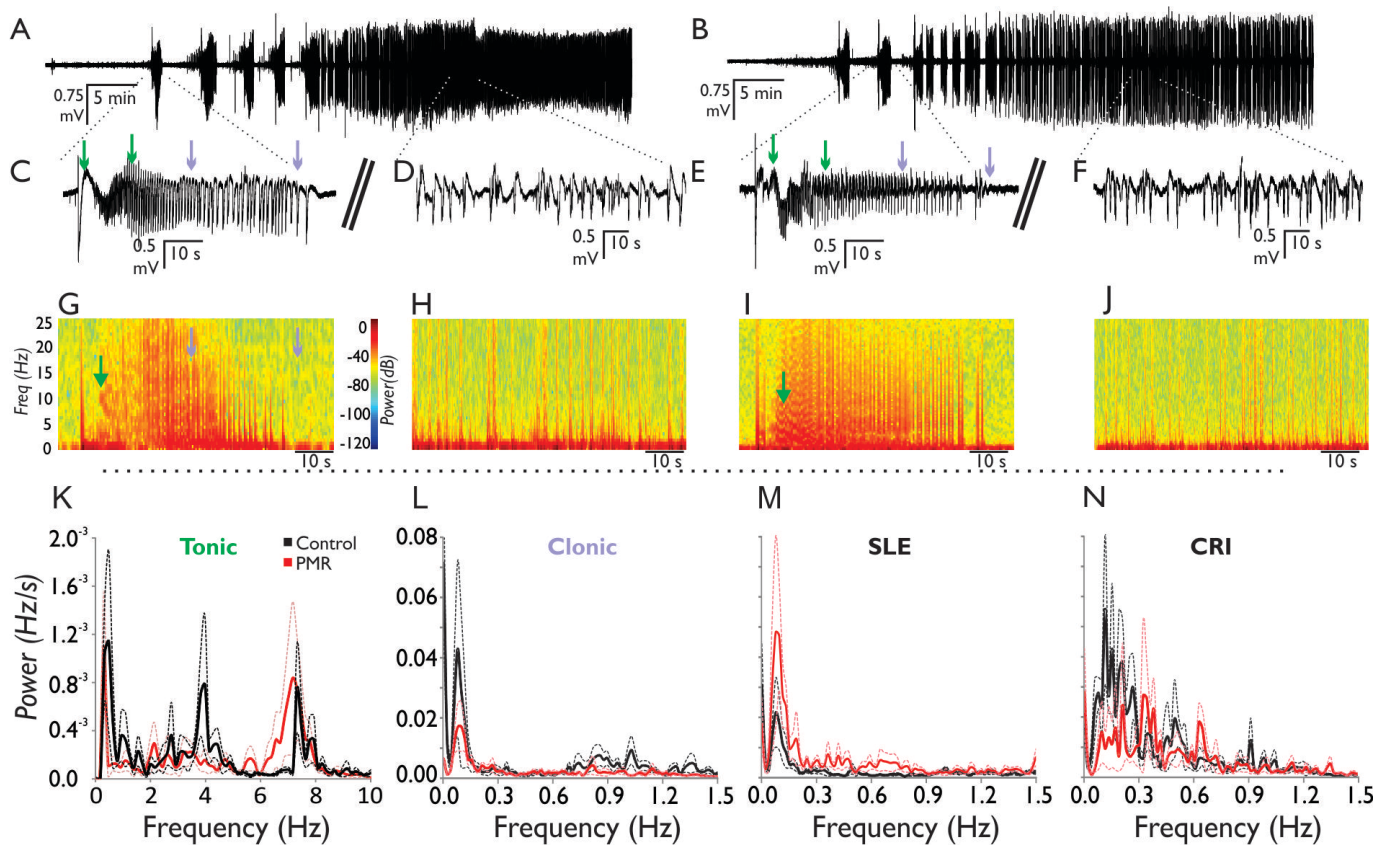 A
B
0.75
mV
5 min
0.75
mV
5 min
C
D
E
F
0.5
mV
10 s
0.5
mV
10 s
0.5
mV
10 s
0.5
mV
10 s
G
H
I
J
Freq (Hz)
25
20
15
10
5
0
0
-40
-60
-80
-100
-120
Power(dB)
10 s
10 s
10 s
10 s
K
L
M
N
Tonic
Control
PMR
Clonic
SLE
CRI
Power (Hz/s)
2.0⁻³
1.6⁻³
1.2⁻³
0.8⁻³
0.4⁻³
0.0
0.08
0.06
0.04
0.02
0.00
0 2 4 6 8 10
0.0 0.3 0.6 0.9 1.2 1.5
0.0 0.3 0.6 0.9 1.2 1.5
0.0 0.3 0.6 0.9 1.2 1.5
Frequency (Hz)
Frequency (Hz)
Frequency (Hz)
Frequency (Hz)